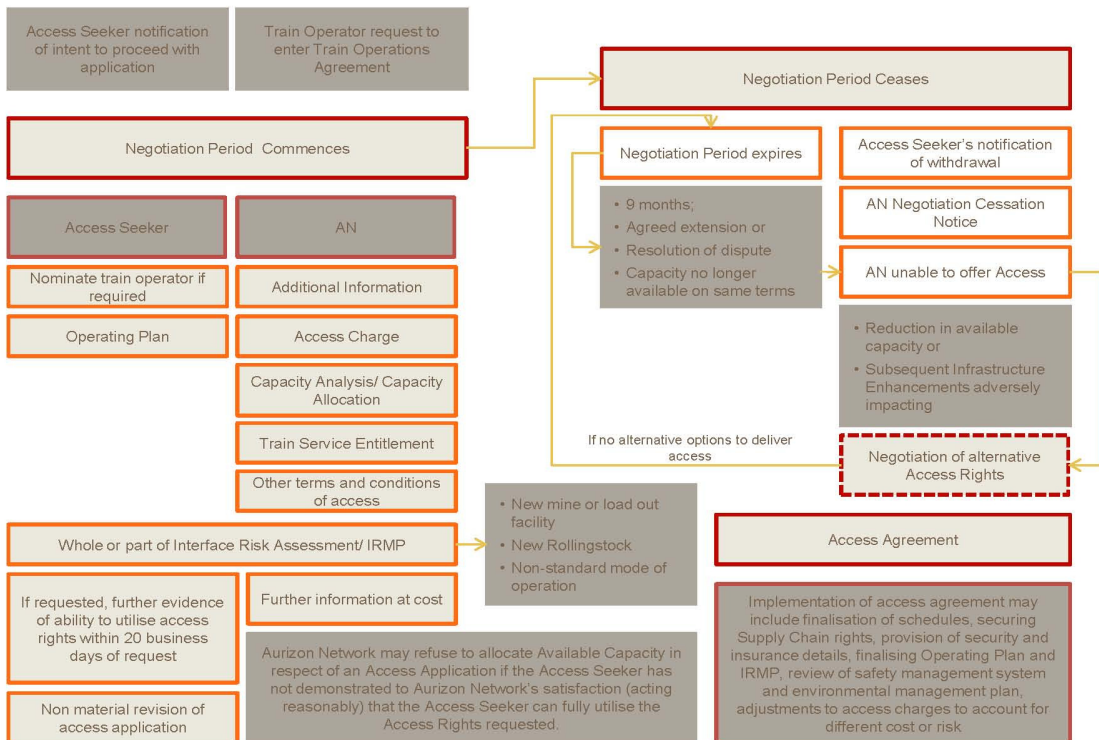 Access Seeker notification
of intent to proceed with
application
Train Operator request to
enter Train Operations
Agreement
Negotiation Period Commences
Access Seeker
AN
Nominate train operator if
required
Additional Information
Operating Plan
Access Charge
Capacity Analysis/ Capacity
Allocation
Train Service Entitlement
Other terms and conditions
of access
Whole or part of Interface Risk Assessment/ IRMP
• New mine or load out
facility
• New Rollingstock
• Non-standard mode of
operation
If requested, further evidence
of ability to utilise access
rights within 20 business
days of request
Further information at cost
Non material revision of
access application
Aurizon Network may refuse to allocate Available Capacity in
respect of an Access Application if the Access Seeker has
not demonstrated to Aurizon Network's satisfaction (acting
reasonably) that the Access Seeker can fully utilise the
Access Rights requested.
Negotiation Period Ceases
Negotiation Period expires
Access Seeker's notification
of withdrawal
• 9 months;
• Agreed extension or
• Resolution of dispute
• Capacity no longer
available on same terms
AN Negotiation Cessation
Notice
AN unable to offer Access
• Reduction in available
capacity or
• Subsequent Infrastructure
Enhancements adversely
impacting
If no alternative options to deliver
access
Negotiation of alternative
Access Rights
Access Agreement
Implementation of access agreement may
include finalisation of schedules, securing
Supply Chain rights, provision of security and
insurance details, finalising Operating Plan and
IRMP, review of safety management system
and environmental management plan,
adjustments to access charges to account for
different cost or risk